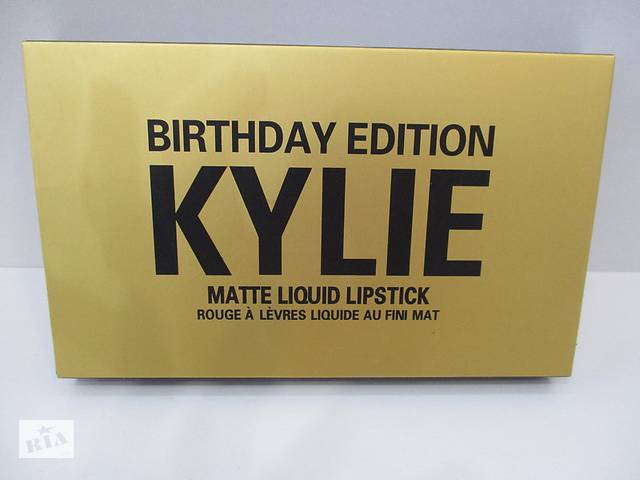 BIRTHDAY EDITION
KYLIE
MATTE LIQUID LIPSTICK
ROUGE À LÈVRES LIQUIDE AU FINI MAT
RIA